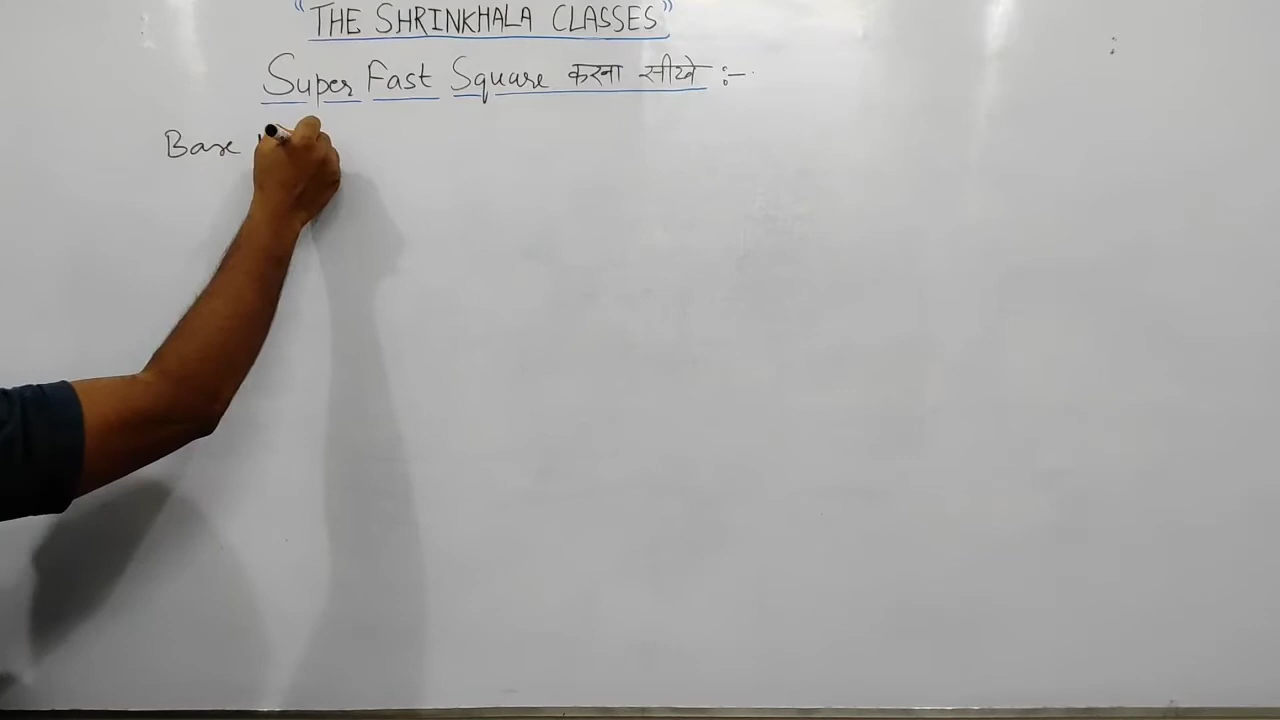 "THE SHRINKHALA CLASSES"
Super Fast Square करना सीखे :-
Base